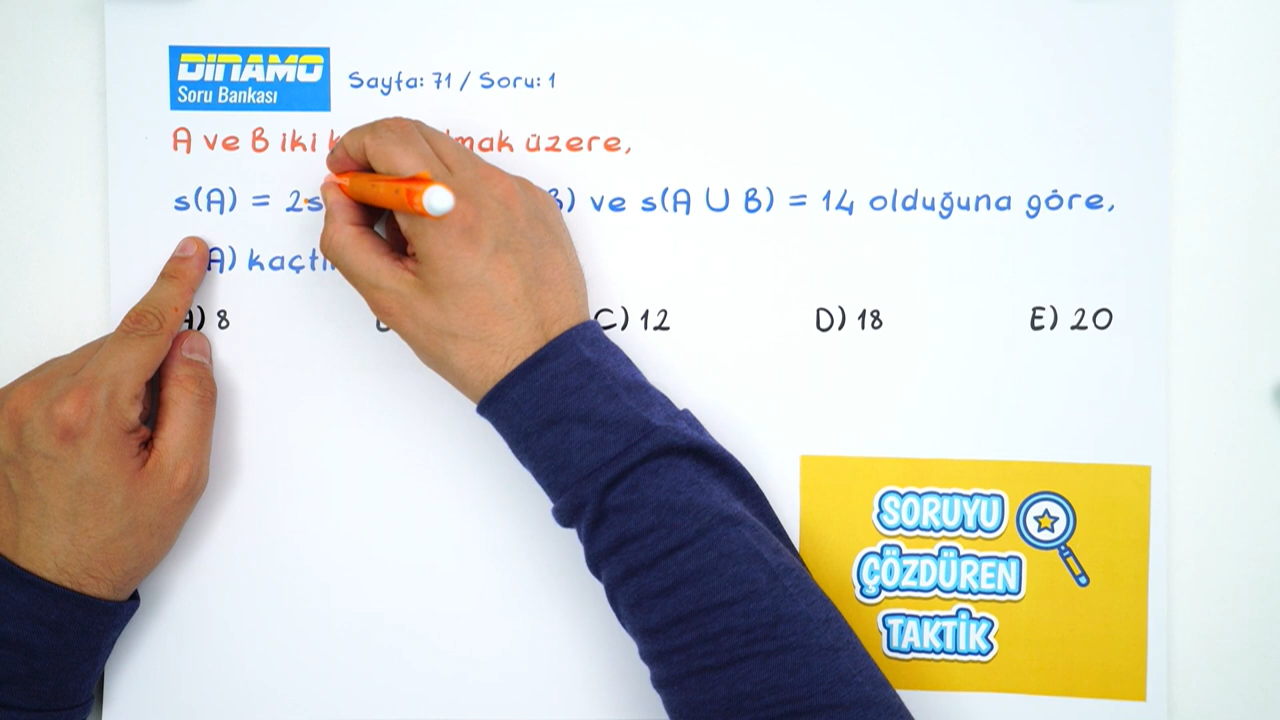 DINAMO
Soru Bankası
Sayfa: 71 / Soru: 1
A ve B iki üzere,
s(A) = 2s ) ve s(A ∪ B) = 14 olduğuna göre,
A) kaçtı
A) 8
C) 12
D) 18
E) 20
SORUYU
ÇÖZDÜREN
TAKTİK